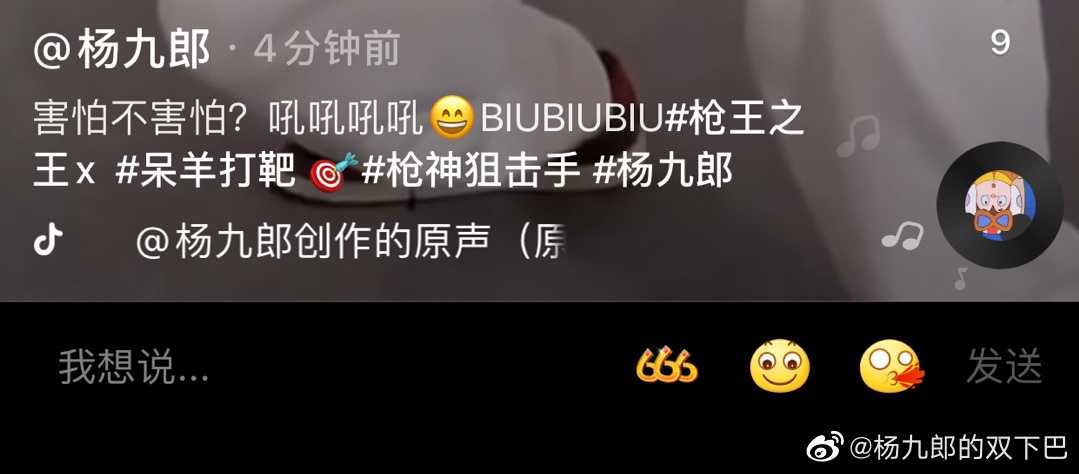 @杨九郎 · 4分钟前
9
害怕不害怕？吼吼吼吼😄BIUBIUBIU#枪王之
王x #呆羊打靶 🎯#枪神狙击手 #杨九郎
@杨九郎创作的原声（原
我想说...
666
发送
@杨九郎的双下巴